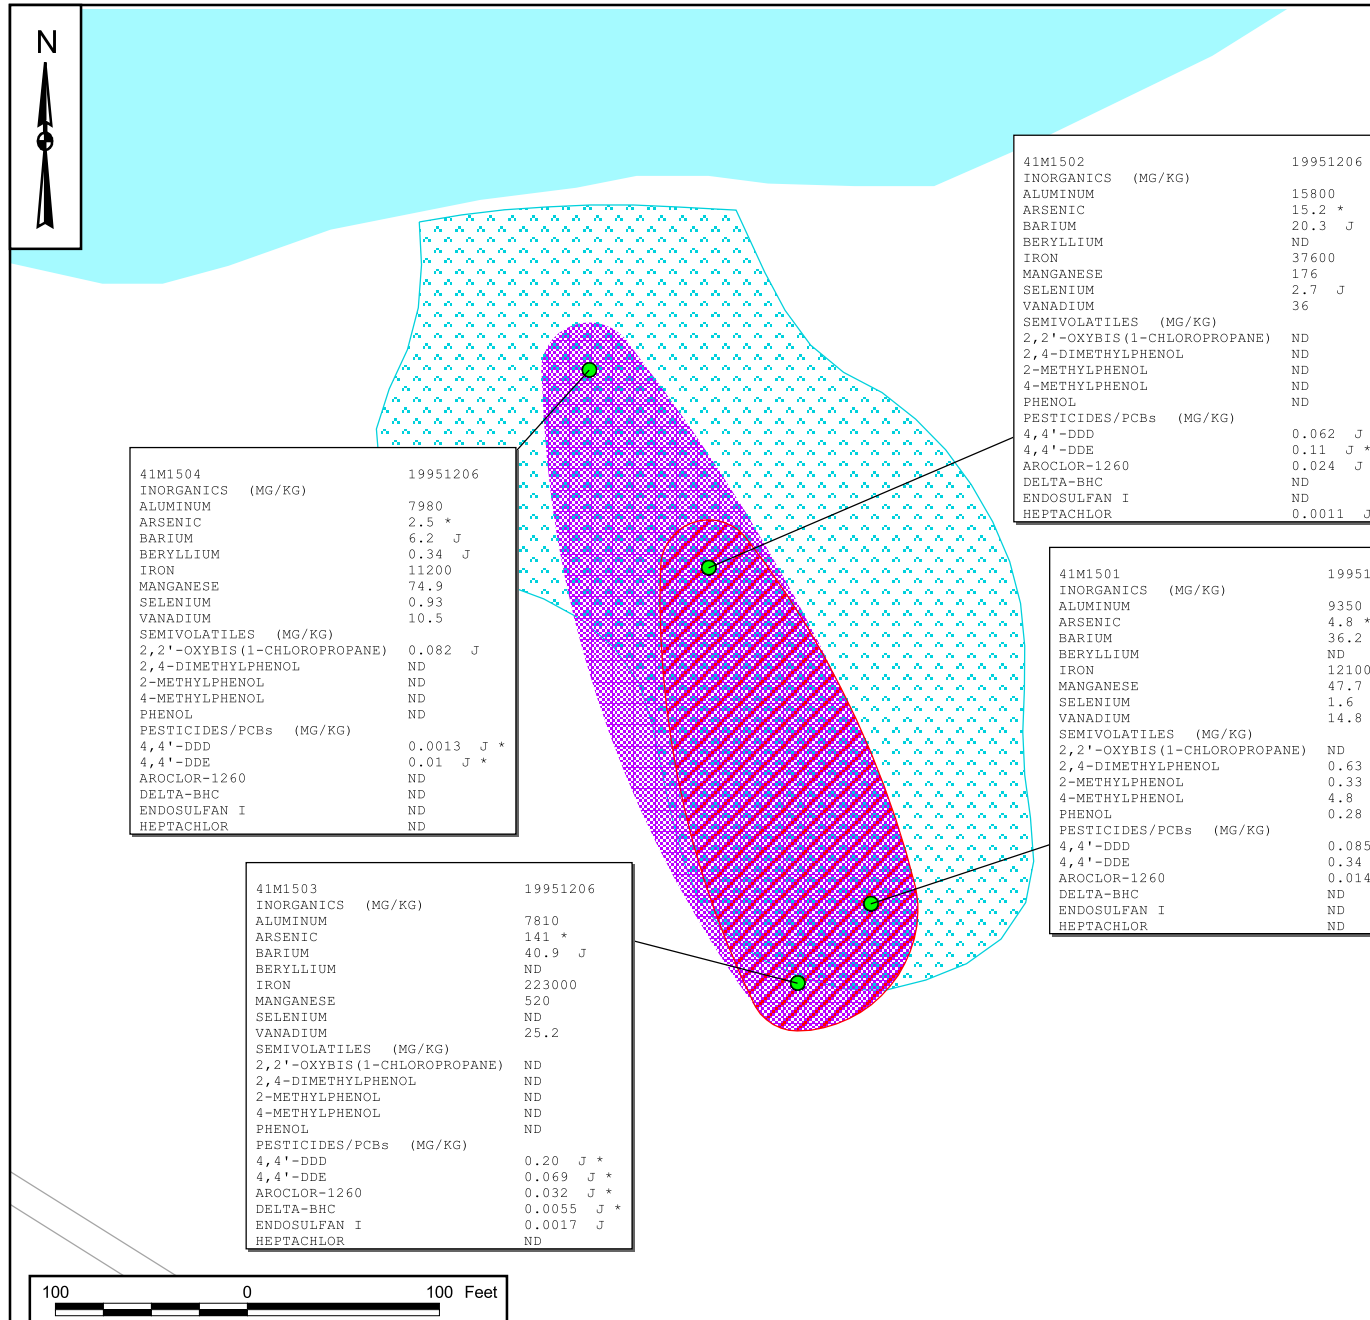 N
41M1502 19951206
INORGANICS (MG/KG)
ALUMINUM 15800
ARSENIC 15.2 *
BARIUM 20.3 J
BERYLLIUM ND
IRON 37600
MANGANESE 176
SELENIUM 2.7 J
VANADIUM 36
SEMIVOLATILES (MG/KG)
2,2'-OXYBIS(1-CHLOROPROPANE) ND
2,4-DIMETHYLPHENOL ND
2-METHYLPHENOL ND
4-METHYLPHENOL ND
PHENOL ND
PESTICIDES/PCBs (MG/KG)
4,4'-DDD 0.062 J
4,4'-DDE 0.11 J *
AROCLOR-1260 0.024 J
DELTA-BHC ND
ENDOSULFAN I ND
HEPTACHLOR 0.0011 J
41M1504 19951206
INORGANICS (MG/KG)
ALUMINUM 7980
ARSENIC 2.5 *
BARIUM 6.2 J
BERYLLIUM 0.34 J
IRON 11200
MANGANESE 74.9
SELENIUM 0.93
VANADIUM 10.5
SEMIVOLATILES (MG/KG)
2,2'-OXYBIS(1-CHLOROPROPANE) 0.082 J
2,4-DIMETHYLPHENOL ND
2-METHYLPHENOL ND
4-METHYLPHENOL ND
PHENOL ND
PESTICIDES/PCBs (MG/KG)
4,4'-DDD 0.0013 J *
4,4'-DDE 0.01 J *
AROCLOR-1260 ND
DELTA-BHC ND
ENDOSULFAN I ND
HEPTACHLOR ND
41M1501 19951
INORGANICS (MG/KG)
ALUMINUM 9350
ARSENIC 4.8 *
BARIUM 36.2
BERYLLIUM ND
IRON 12100
MANGANESE 47.7
SELENIUM 1.6
VANADIUM 14.8
SEMIVOLATILES (MG/KG)
2,2'-OXYBIS(1-CHLOROPROPANE) ND
2,4-DIMETHYLPHENOL 0.63
2-METHYLPHENOL 0.33
4-METHYLPHENOL 4.8
PHENOL 0.28
PESTICIDES/PCBs (MG/KG)
4,4'-DDD 0.085
4,4'-DDE 0.34
AROCLOR-1260 0.014
DELTA-BHC ND
ENDOSULFAN I ND
HEPTACHLOR ND
41M1503 19951206
INORGANICS (MG/KG)
ALUMINUM 7810
ARSENIC 141 *
BARIUM 40.9 J
BERYLLIUM ND
IRON 223000
MANGANESE 520
SELENIUM ND
VANADIUM 25.2
SEMIVOLATILES (MG/KG)
2,2'-OXYBIS(1-CHLOROPROPANE) ND
2,4-DIMETHYLPHENOL ND
2-METHYLPHENOL ND
4-METHYLPHENOL ND
PHENOL ND
PESTICIDES/PCBs (MG/KG)
4,4'-DDD 0.20 J *
4,4'-DDE 0.069 J *
AROCLOR-1260 0.032 J *
DELTA-BHC 0.0055 J *
ENDOSULFAN I 0.0017 J
HEPTACHLOR ND
100 0 100 Feet